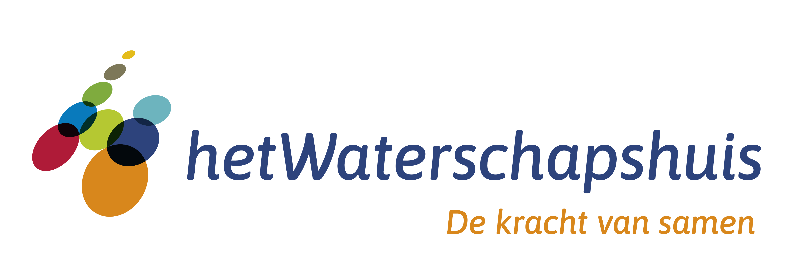 hetWaterschapshuis
De kracht van samen